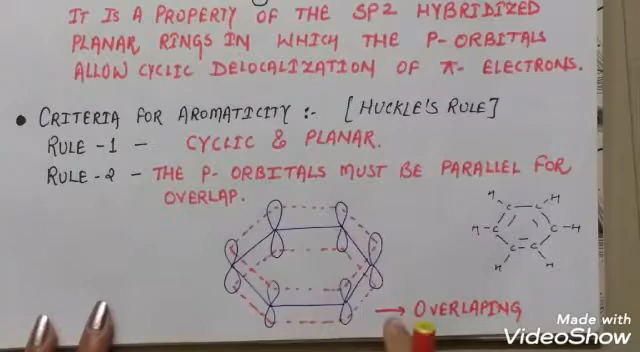 IT IS A PROPERTY OF THE SP2 HYBRIDIZED
PLANAR RINGS IN WHICH THE P-ORBITALS
ALLOW CYCLIC DELOCALIZATION OF π- ELECTRONS.
• CRITERIA FOR AROMATICITY :- [HUCKLE'S RULE]
RULE -1 - CYCLIC & PLANAR.
RULE -2 - THE P- ORBITALS MUST BE PARALLEL FOR
OVERLAP.
H H
C - C
H - C C - H
C - C
H H
→ OVERLAPING
Made with
VideoShow